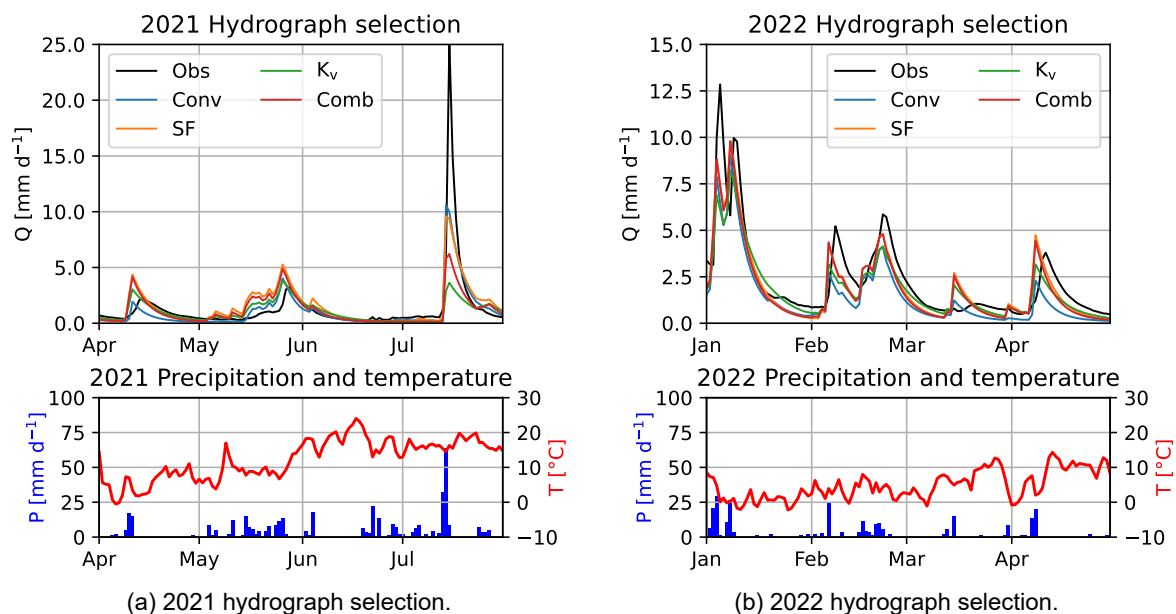 2021 Hydrograph selection
25.0
20.0
15.0
10.0
5.0
0.0
Q [mm d⁻¹]
Obs
Conv
SF
Kᵥ
Comb
Apr May Jun Jul
2021 Precipitation and temperature
100
75
50
25
0
P [mm d⁻¹]
30
20
10
0
−10
T [°C]
Apr May Jun Jul
(a) 2021 hydrograph selection.
2022 Hydrograph selection
15.0
12.5
10.0
7.5
5.0
2.5
0.0
Q [mm d⁻¹]
Obs
Conv
SF
Kᵥ
Comb
Jan Feb Mar Apr
2022 Precipitation and temperature
100
75
50
25
0
P [mm d⁻¹]
30
20
10
0
−10
T [°C]
Jan Feb Mar Apr
(b) 2022 hydrograph selection.